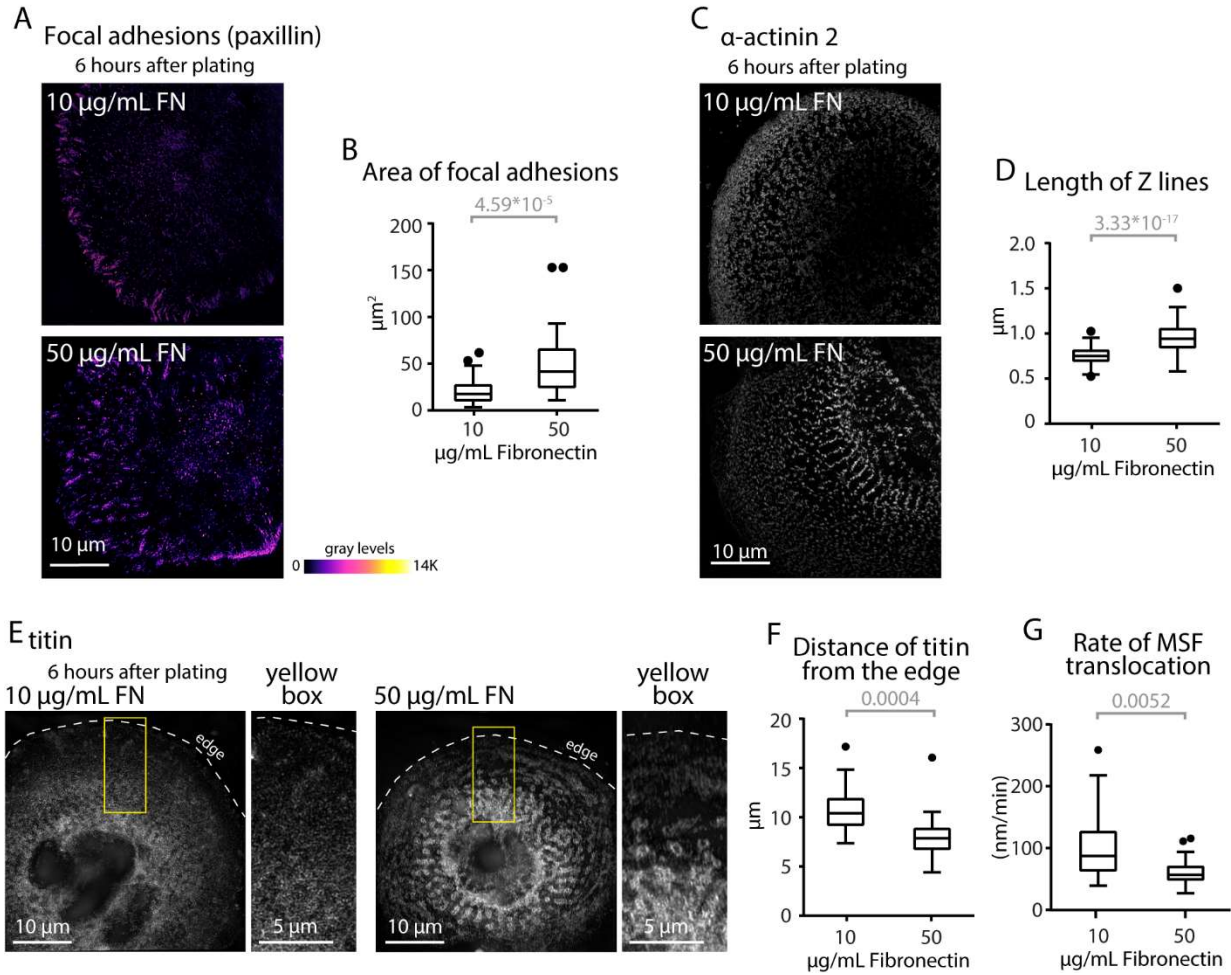 A
Focal adhesions (paxillin)
6 hours after plating
10 µg/mL FN
50 µg/mL FN
10 µm
gray levels
0
14K
B
Area of focal adhesions
4.59*10⁻⁵
200
150
100
50
0
µm²
10
50
µg/mL Fibronectin
C
α-actinin 2
6 hours after plating
10 µg/mL FN
50 µg/mL FN
10 µm
D
Length of Z lines
3.33*10⁻¹⁷
2.0
1.5
1.0
0.5
0
µm
10
50
µg/mL Fibronectin
E titin
6 hours after plating
10 µg/mL FN
edge
10 µm
yellow
box
5 µm
50 µg/mL FN
edge
10 µm
yellow
box
5 µm
F
Distance of titin
from the edge
0.0004
20
15
10
5
0
µm
10
50
µg/mL Fibronectin
G
Rate of MSF
translocation
0.0052
300
200
100
0
(nm/min)
10
50
µg/mL Fibronectin